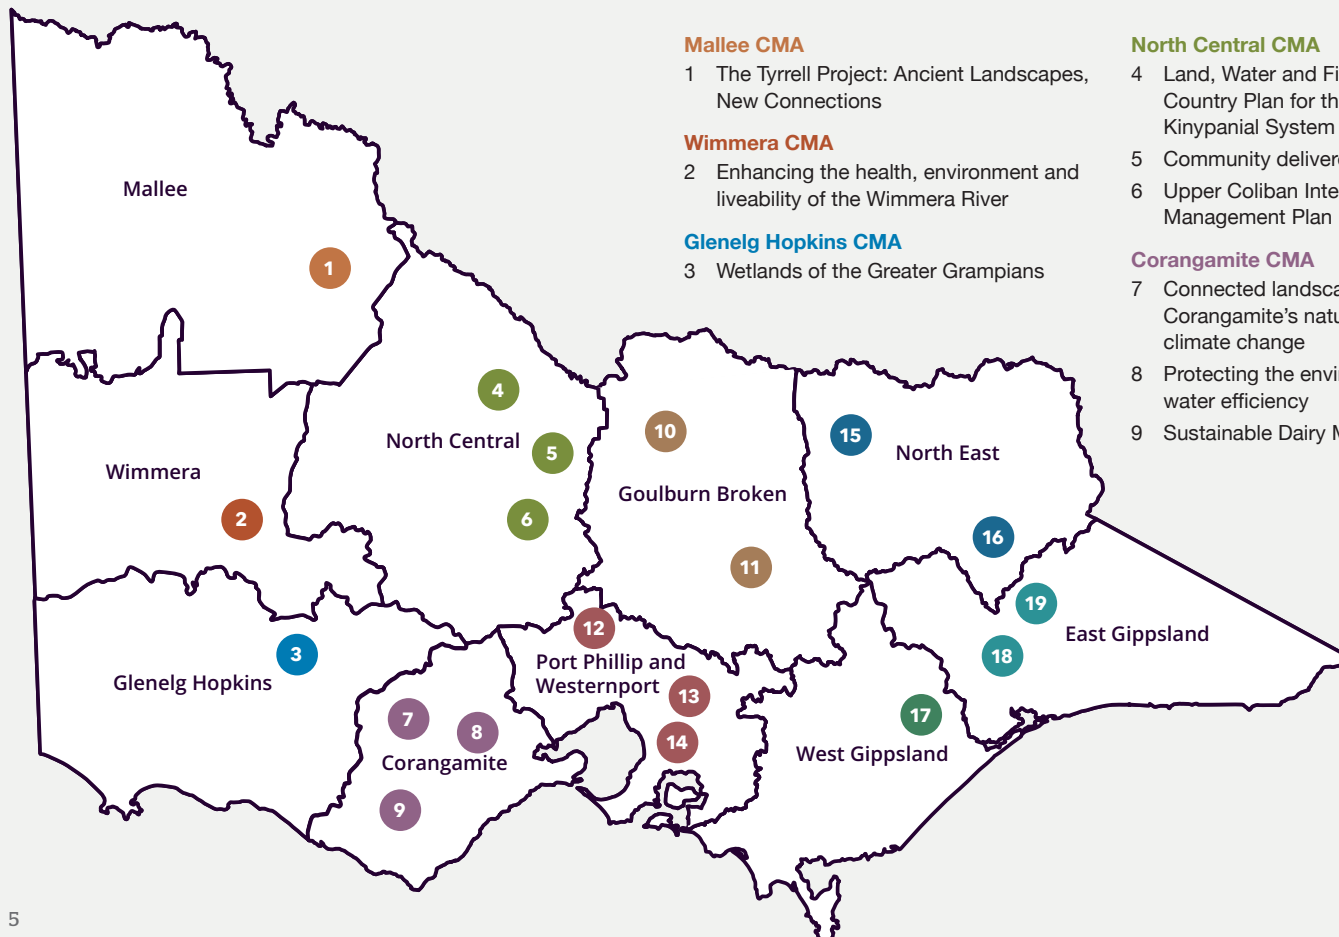 Mallee CMA
1 The Tyrrell Project: Ancient Landscapes,
New Connections
Wimmera CMA
2 Enhancing the health, environment and
liveability of the Wimmera River
Glenelg Hopkins CMA
3 Wetlands of the Greater Grampians
North Central CMA
4 Land, Water and
Country Plan for
Kinypanial System
5 Community
6 Upper Coliban
Management Plan
Corangamite CMA
7 Connected
Corangamite's
climate change
8 Protecting the
water efficiency
9 Sustainable Dairy
Mallee
1
4
North Central
5
6
Wimmera
2
10
Goulburn Broken
11
15
North East
16
19
East Gippsland
18
3
Glenelg Hopkins
12
Port Phillip and
Westernport
13
14
7
8
Corangamite
9
17
West Gippsland
5